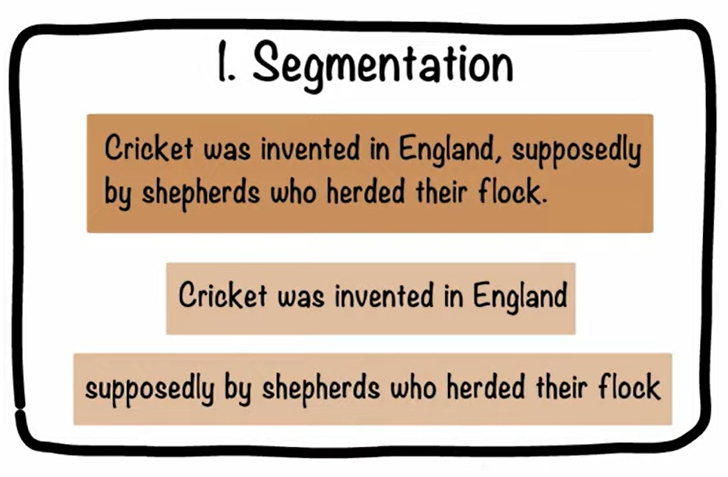 1. Segmentation
Cricket was invented in England, supposedly
by shepherds who herded their flock.
Cricket was invented in England
supposedly by shepherds who herded their flock